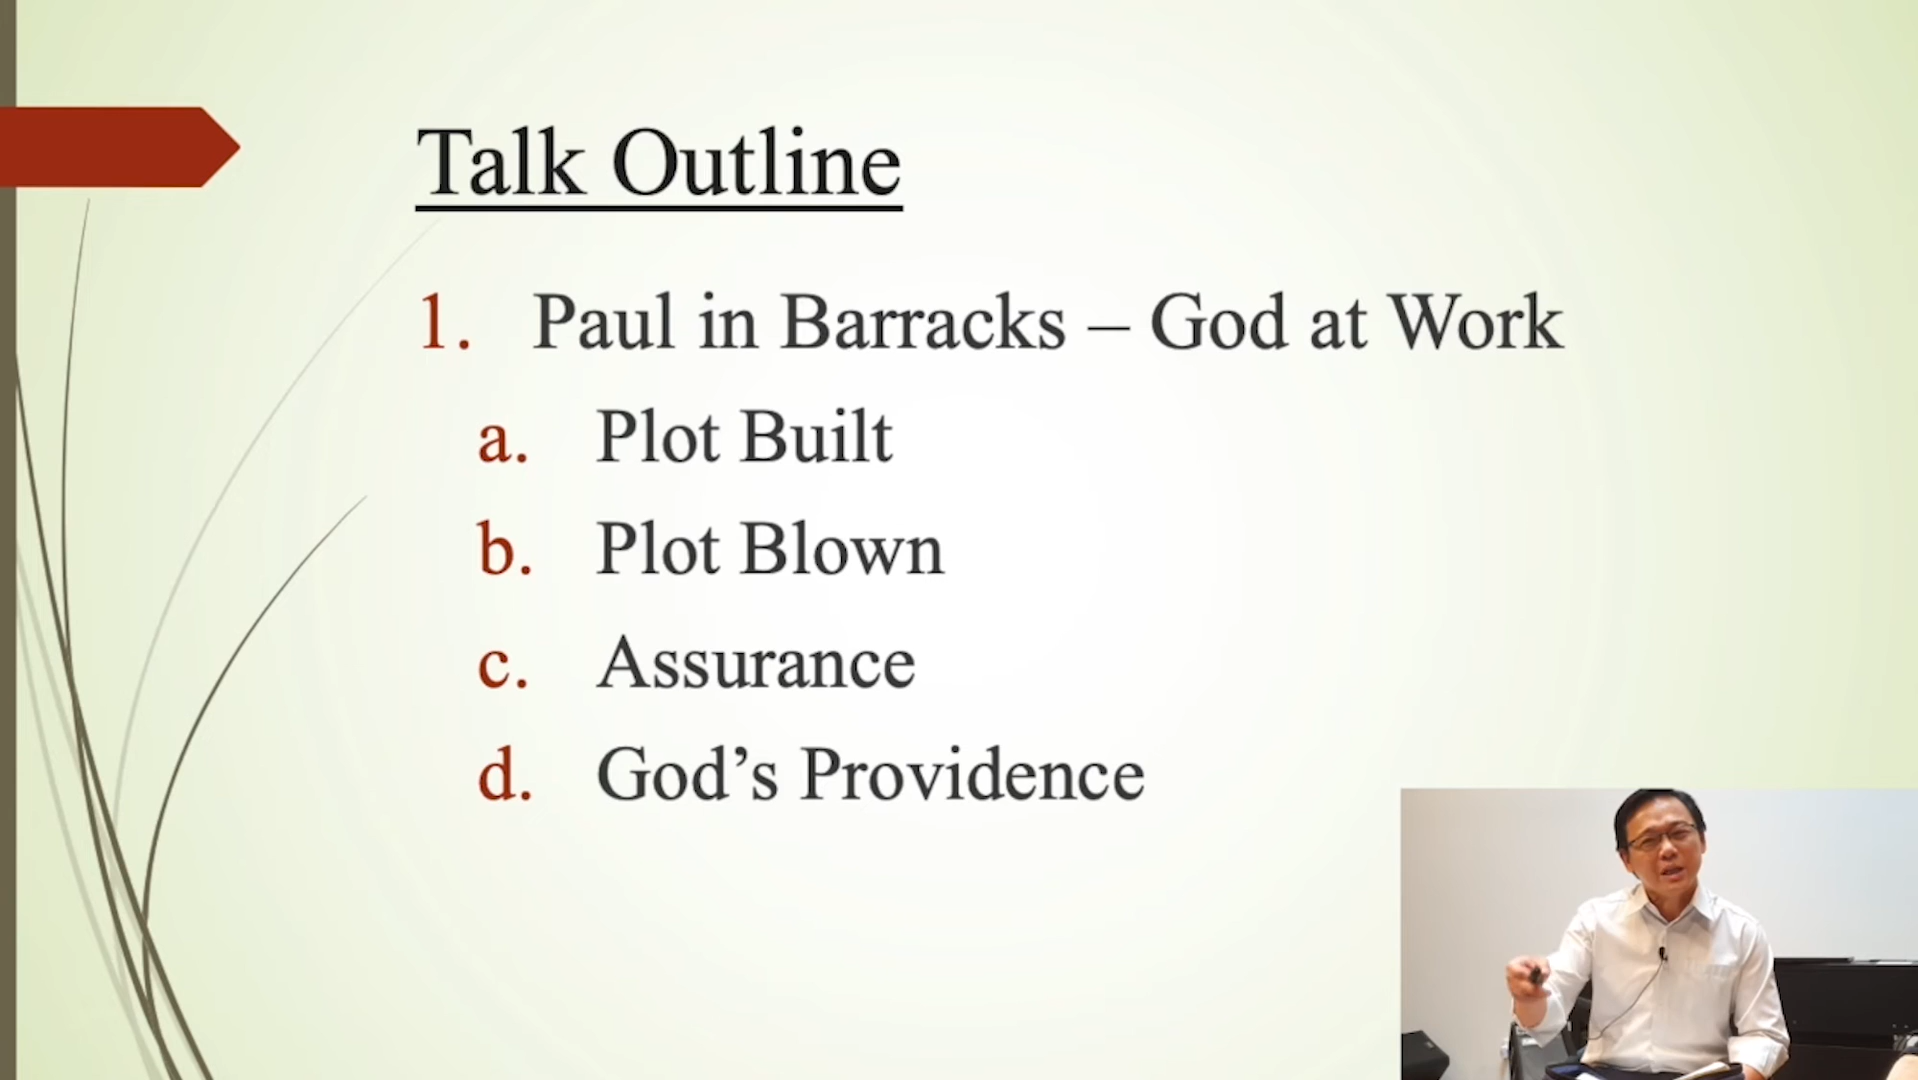 Talk Outline
1. Paul in Barracks – God at Work
a. Plot Built
b. Plot Blown
c. Assurance
d. God’s Providence